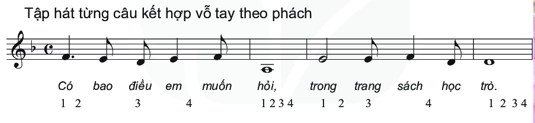 Tập hát từng câu kết hợp vỗ tay theo phách
Có bao điều em muốn hỏi, trong trang sách học trò.
1 2 3 4 1 2 3 4 1 2 3 4 1 2 3 4